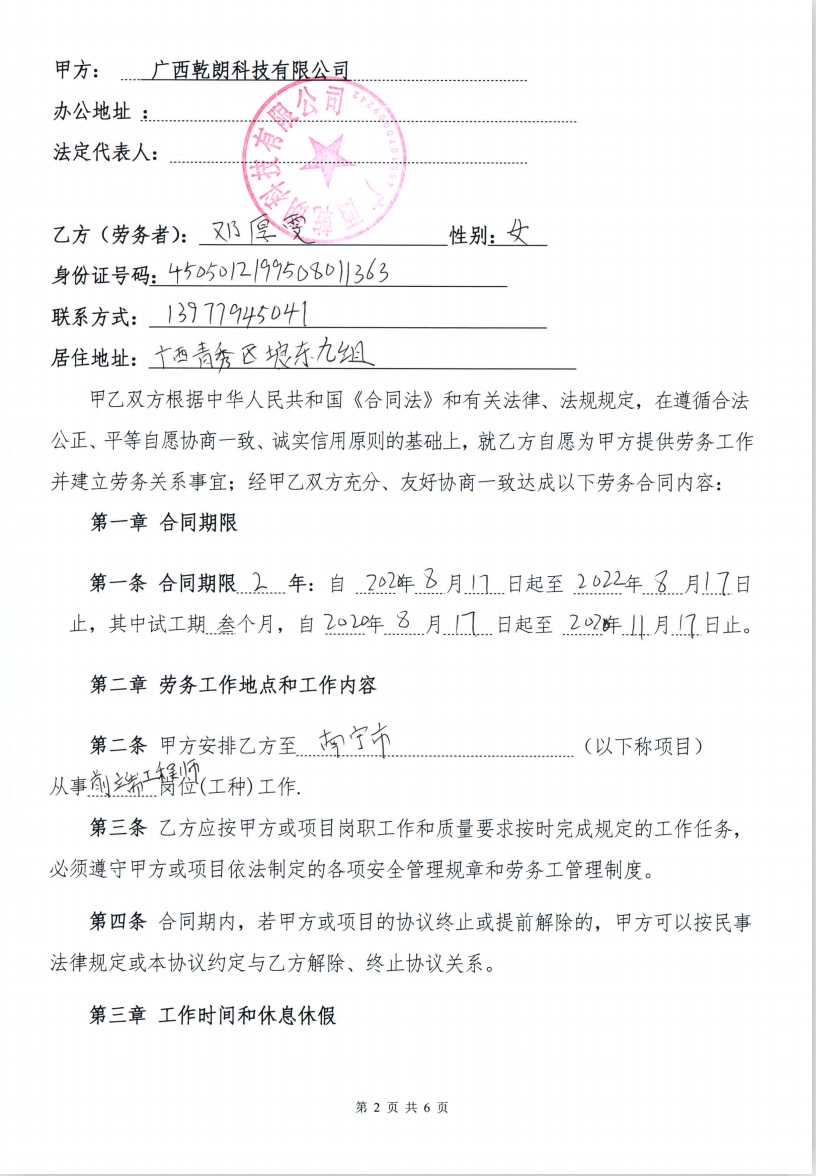 甲方：广西乾朗科技有限公司
办公地址：
法定代表人：
广西乾朗科技有限公司
乙方（劳务者）：邓厚雯 性别：女
身份证号码：4505012199508011363
联系方式：13977945041
居住地址：广西青秀区埌东九组
甲乙双方根据中华人民共和国《合同法》和有关法律、法规规定，在遵循合法
公正、平等自愿协商一致、诚实信用原则的基础上，就乙方自愿为甲方提供劳务工作
并建立劳务关系事宜；经甲乙双方充分、友好协商一致达成以下劳务合同内容：
第一章 合同期限
第一条 合同期限 2 年：自 2020年 8 月 17 日起至 2022年 8 月17日
止，其中试工期 叁个月，自 2020年 8 月 17 日起至 2020年 11 月 17日止。
第二章 劳务工作地点和工作内容
第二条 甲方安排乙方至 南宁市 （以下称项目）
从事前端工程师岗位(工种)工作.
第三条 乙方应按甲方或项目岗职工作和质量要求按时完成规定的工作任务，
必须遵守甲方或项目依法制定的各项安全管理规章和劳务工管理制度。
第四条 合同期内，若甲方或项目的协议终止或提前解除的，甲方可以按民事
法律规定或本协议约定与乙方解除、终止协议关系。
第三章 工作时间和休息休假
第 2 页 共 6 页